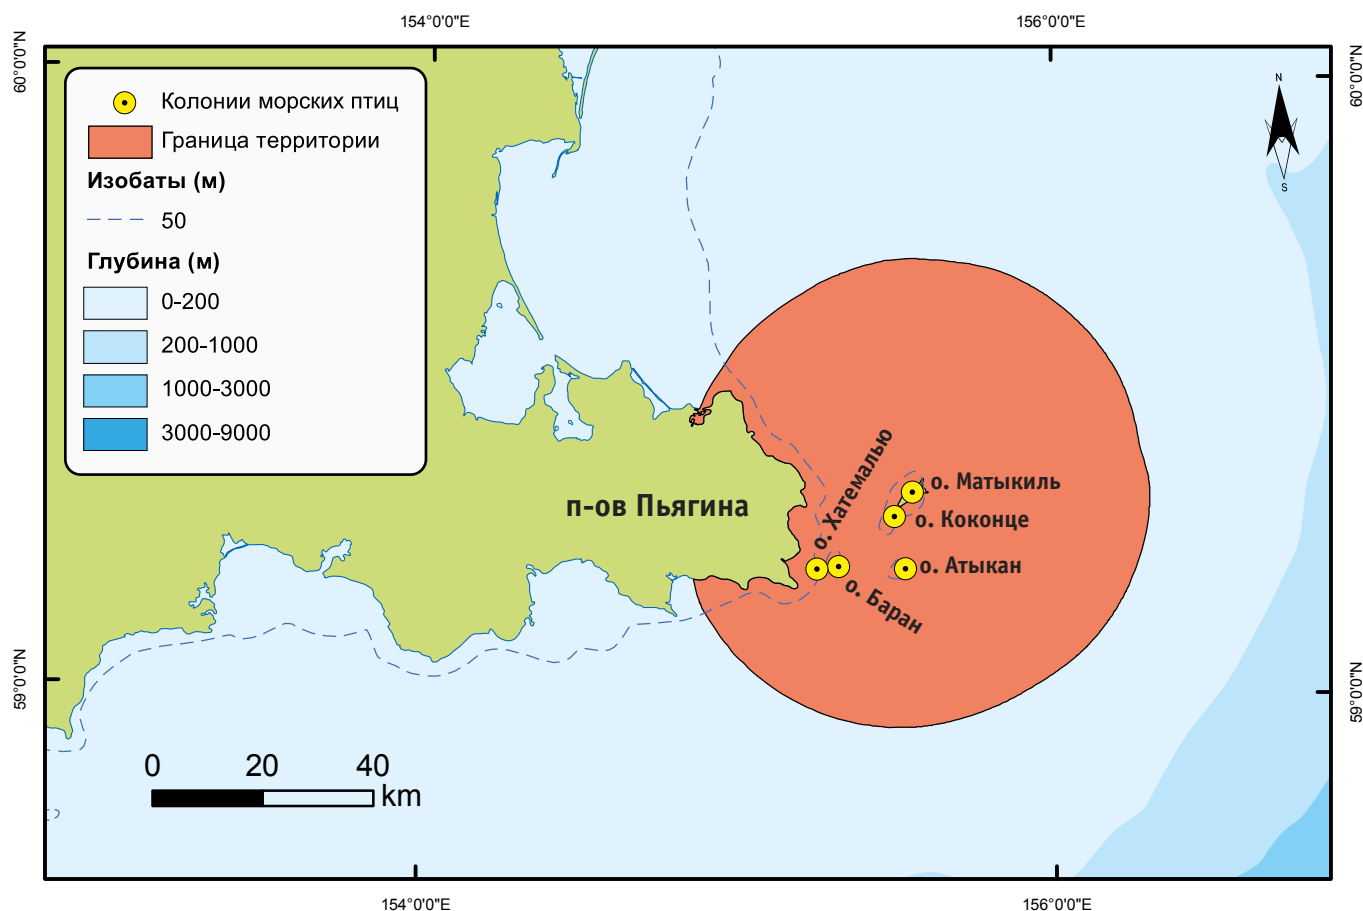 154°0'0"E
156°0'0"E
60°0'0"N
60°0'0"N
Колонии морских птиц
Граница территории
Изобаты (м)
50
Глубина (м)
0-200
200-1000
1000-3000
3000-9000
N
S
п-ов Пьягина
о. Хатемалью
о. Матыкиль
о. Коконце
о. Атыкан
о. Баран
59°0'0"N
59°0'0"N
0 20 40
km
154°0'0"E
156°0'0"E